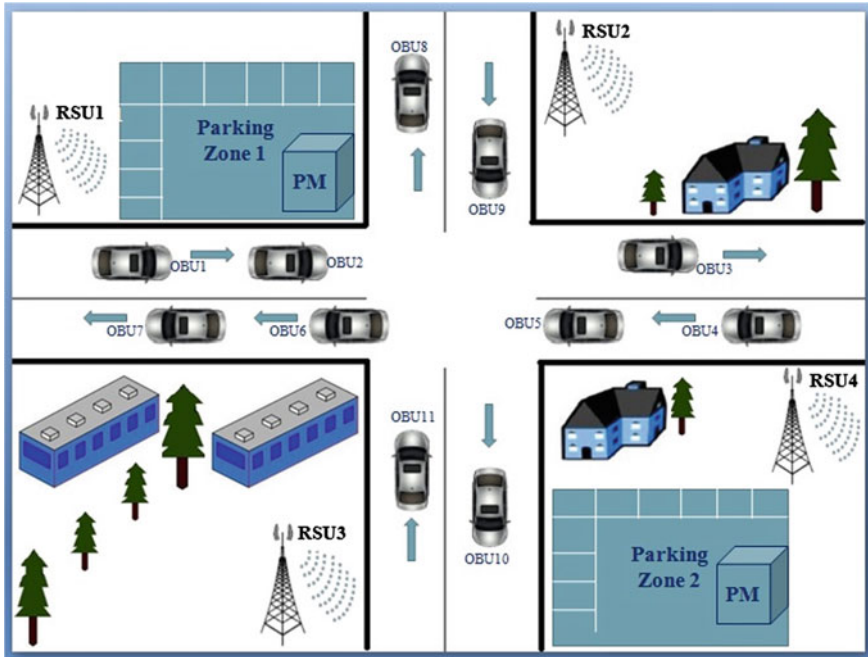 OBU8
RSU2
RSU1
Parking
Zone 1
PM
OBU9
OBU1
OBU2
OBU3
OBU7
OBU6
OBU5
OBU4
RSU4
OBU11
RSU3
OBU10
Parking
Zone 2
PM